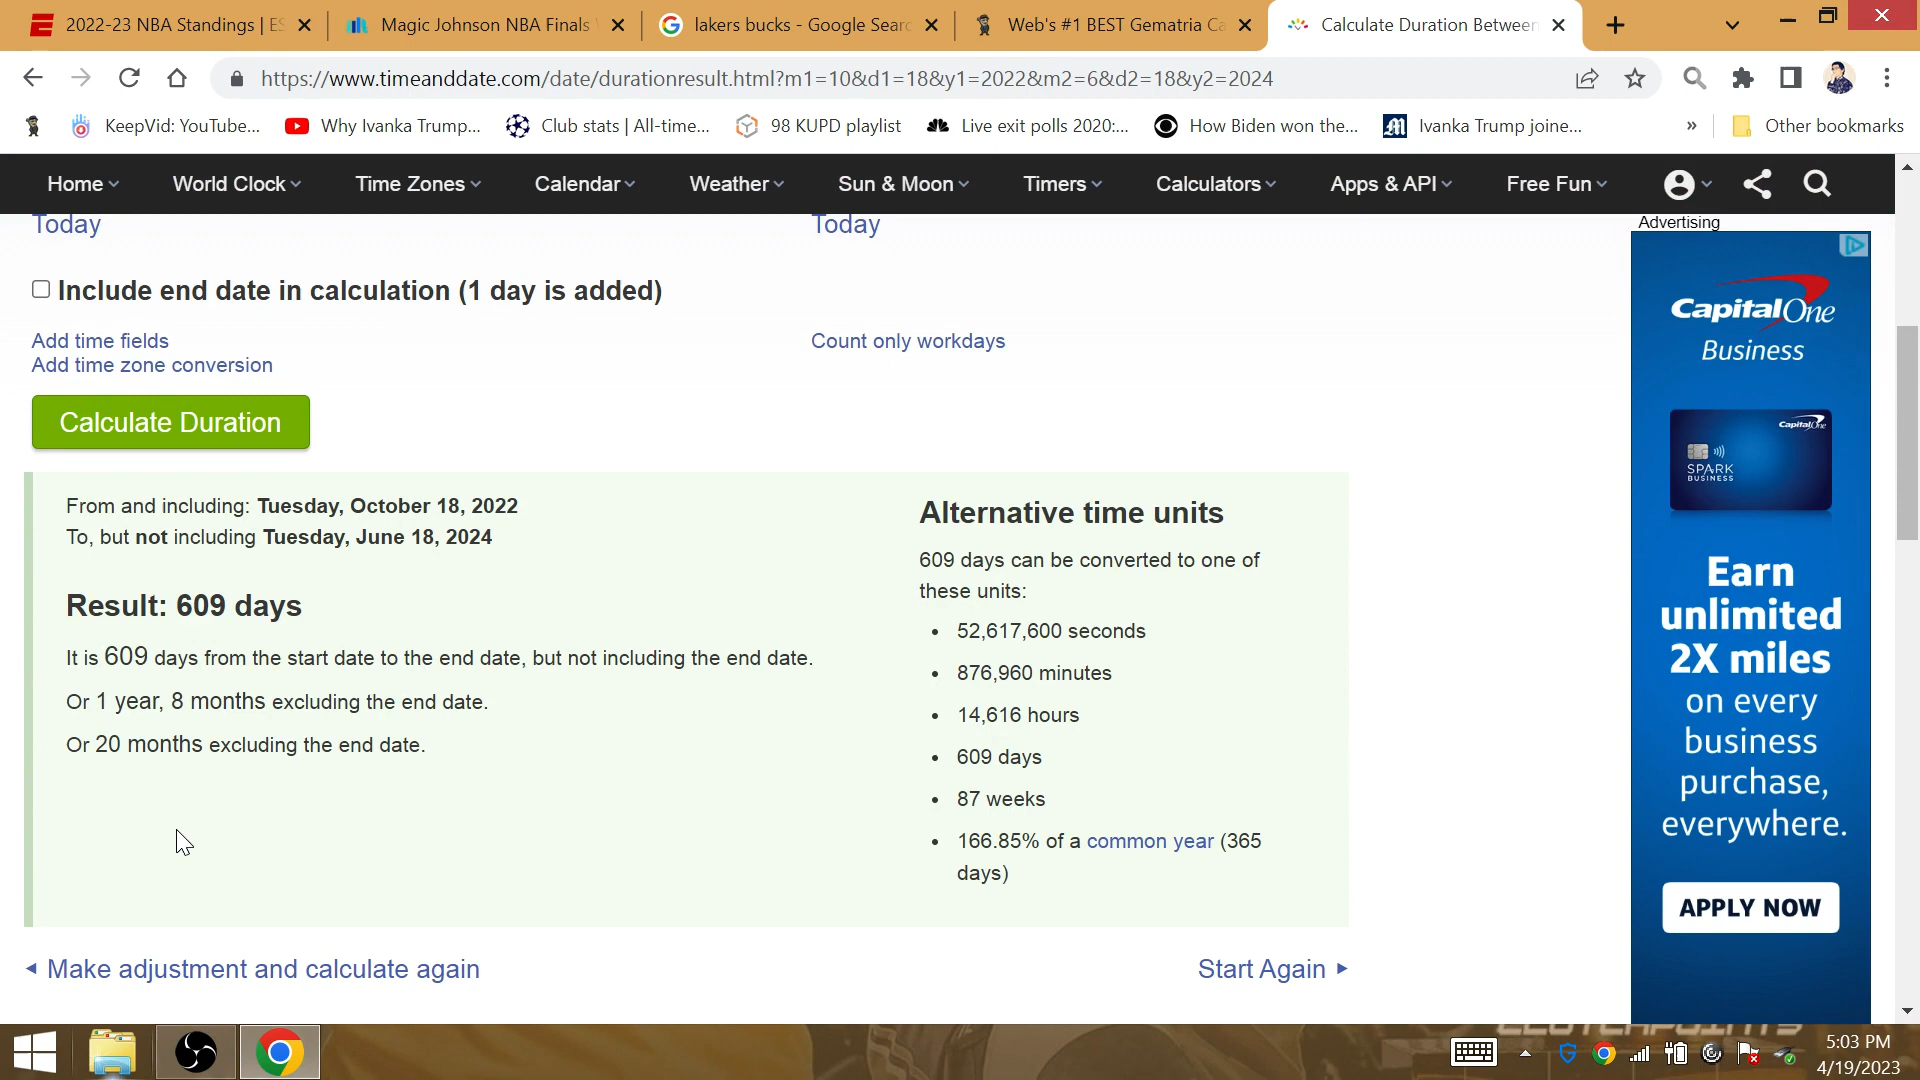 2022-23 NBA Standings | ES
Magic Johnson NBA Finals
lakers bucks - Google Searc
Web's #1 BEST Gematria Ca
Calculate Duration Between
https://www.timeanddate.com/date/durationresult.html?m1=10&d1=18&y1=2022&m2=6&d2=18&y2=2024
KeepVid: YouTube...
Why Ivanka Trump...
Club stats | All-time...
98 KUPD playlist
Live exit polls 2020:...
How Biden won the...
Ivanka Trump joine...
»
Other bookmarks
Home
World Clock
Time Zones
Calendar
Weather
Sun & Moon
Timers
Calculators
Apps & API
Free Fun
Today
Today
Advertising
Include end date in calculation (1 day is added)
Add time fields
Count only workdays
Add time zone conversion
Calculate Duration
From and including: Tuesday, October 18, 2022
To, but not including Tuesday, June 18, 2024
Result: 609 days
It is 609 days from the start date to the end date, but not including the end date.
Or 1 year, 8 months excluding the end date.
Or 20 months excluding the end date.
Alternative time units
609 days can be converted to one of
these units:
• 52,617,600 seconds
• 876,960 minutes
• 14,616 hours
• 609 days
• 87 weeks
• 166.85% of a common year (365
days)
Make adjustment and calculate again
Start Again
CapitalOne
Business
CapitalOne
SPARK
BUSINESS
Earn
unlimited
2X miles
on every
business
purchase,
everywhere.
APPLY NOW
5:03 PM
4/19/2023